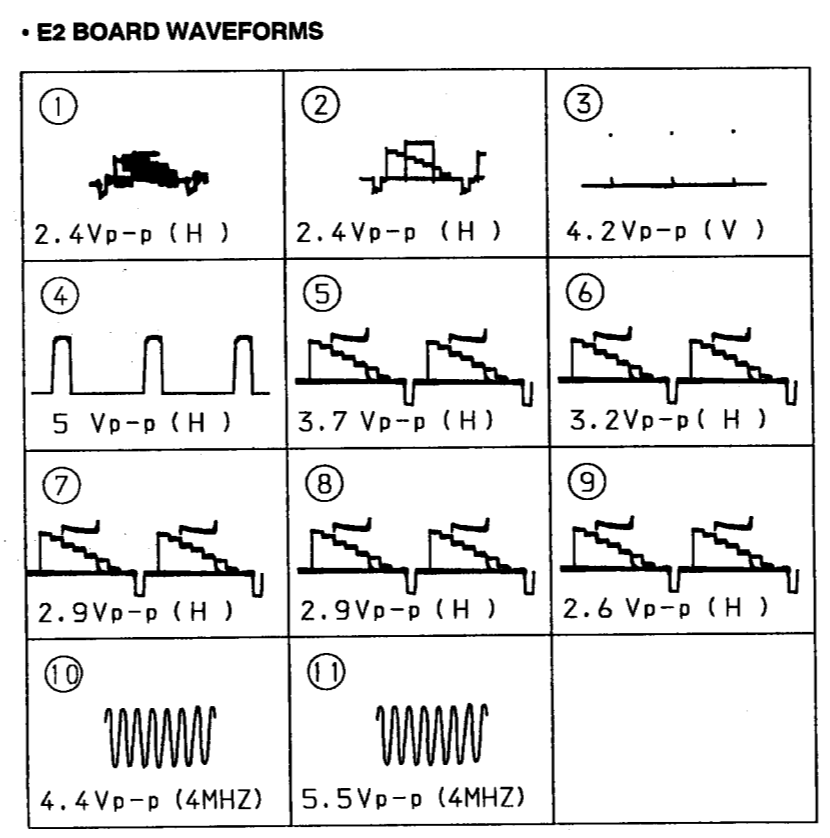 • E2 BOARD WAVEFORMS
①
②
③
2.4Vp-p (H )
2.4Vp-p (H )
4.2Vp-p (V )
④
⑤
⑥
5 Vp-p (H )
3.7 Vp-p (H)
3.2Vp-p( H )
⑦
⑧
⑨
2.9Vp-p (H )
2.9Vp-p (H )
2.6 Vp-p (H )
⑩
⑪
4.4Vp-p (4MHZ)
5.5Vp-p (4MHZ)